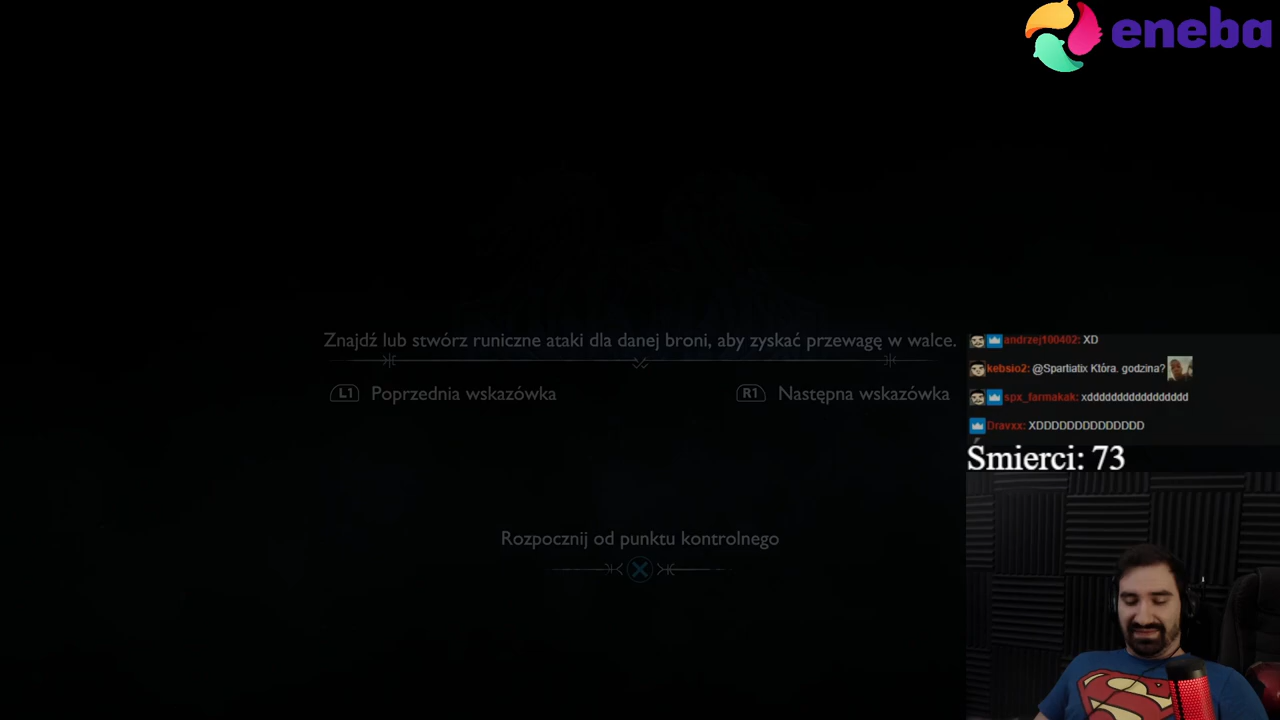 eneba
Znajdź lub stwórz runiczne ataki dla danej broni, aby zyskać przewagę w walce.
L1 Poprzednia wskazówka
R1 Następna wskazówka
Rozpocznij od punktu kontrolnego
andrzej100402: XD
kebsio2: @Spartiatix Która. godzina?
spx_farmakak: xddddddddddddddddd
Dravxx: XDDDDDDDDDDDDDD
Śmierci: 73